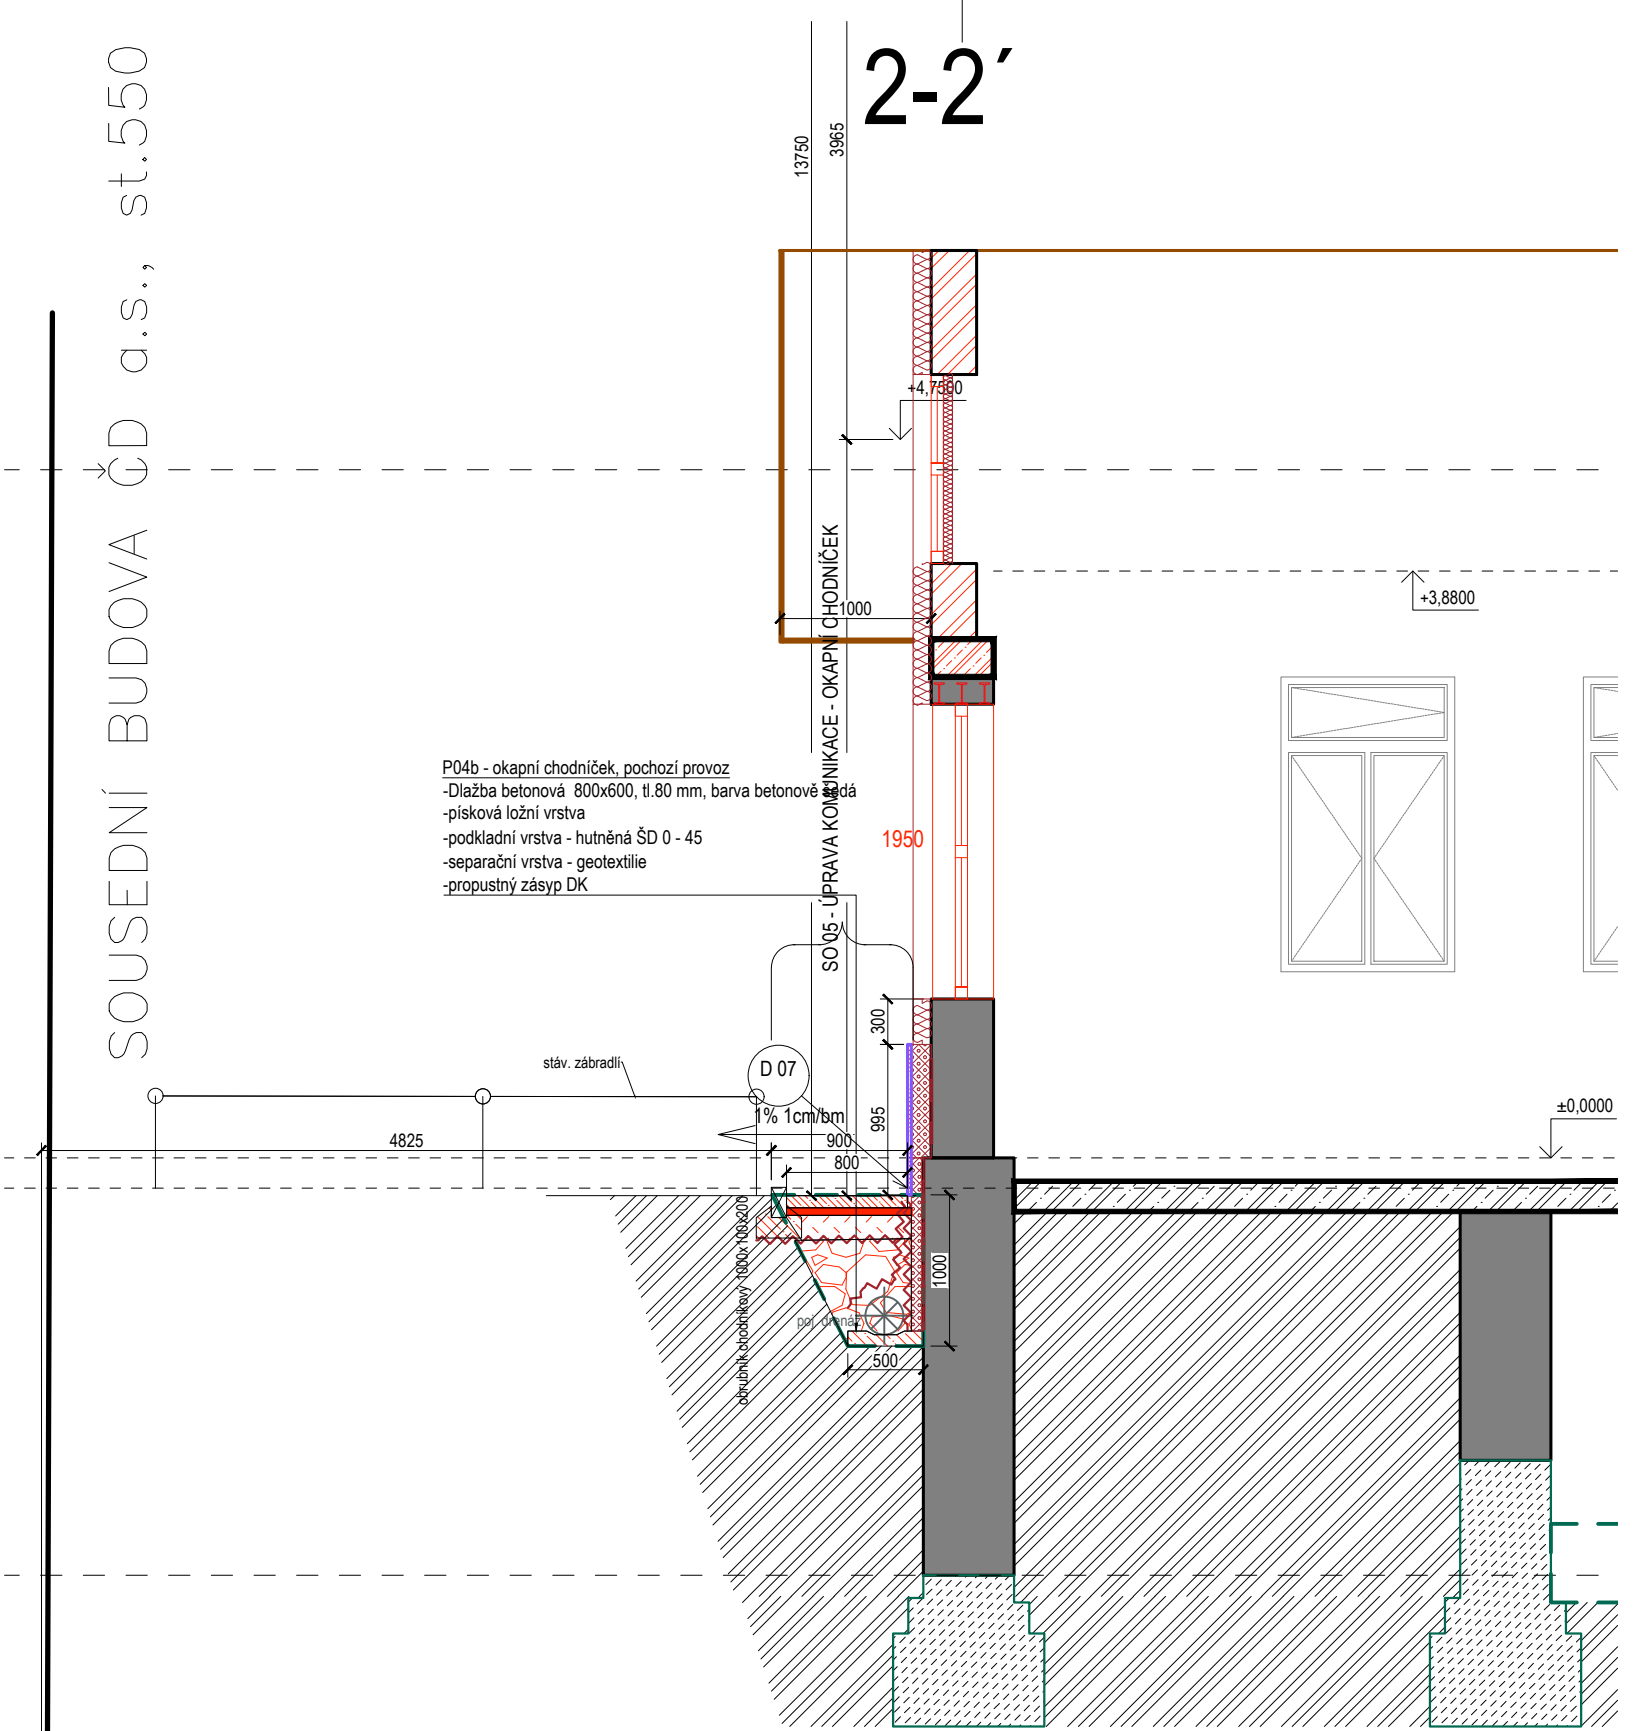 2-2´
SOUSEDNÍ BUDOVA ČD a.s., st.550
13750
3965
+4,7500
+3,8800
1000
SO 05 - ÚPRAVA KOMUNIKACE - OKAPNÍ CHODNÍČEK
P04b - okapní chodníček, pochozí provoz
-Dlažba betonová 800x600, tl.80 mm, barva betonově šedá
-písková ložní vrstva
-podkladní vrstva - hutněná ŠD 0 - 45
-separační vrstva - geotextilie
-propustný zásyp DK
1950
300
stáv. zábradlí
D 07
995
1% 1cm/bm
±0,0000
4825
900
800
obrubník chodníkový 1000x100x200
1000
poj. drenáž
500